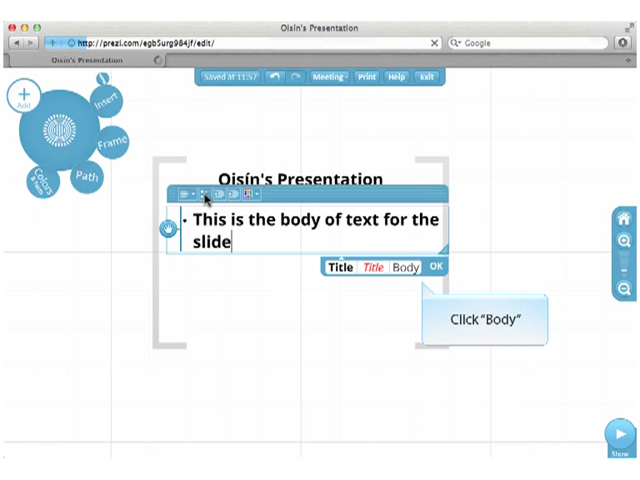 Oisín's Presentation
http://prezi.com/egb5urg984jf/edit/
Google
Oisín's Presentation
Saved at 11:57 Meeting Print Help Exit
Add
Insert
Frame
Path
Colors
Oisín's Presentation
• This is the body of text for the
slide
Title Title Body OK
Click "Body"
Show